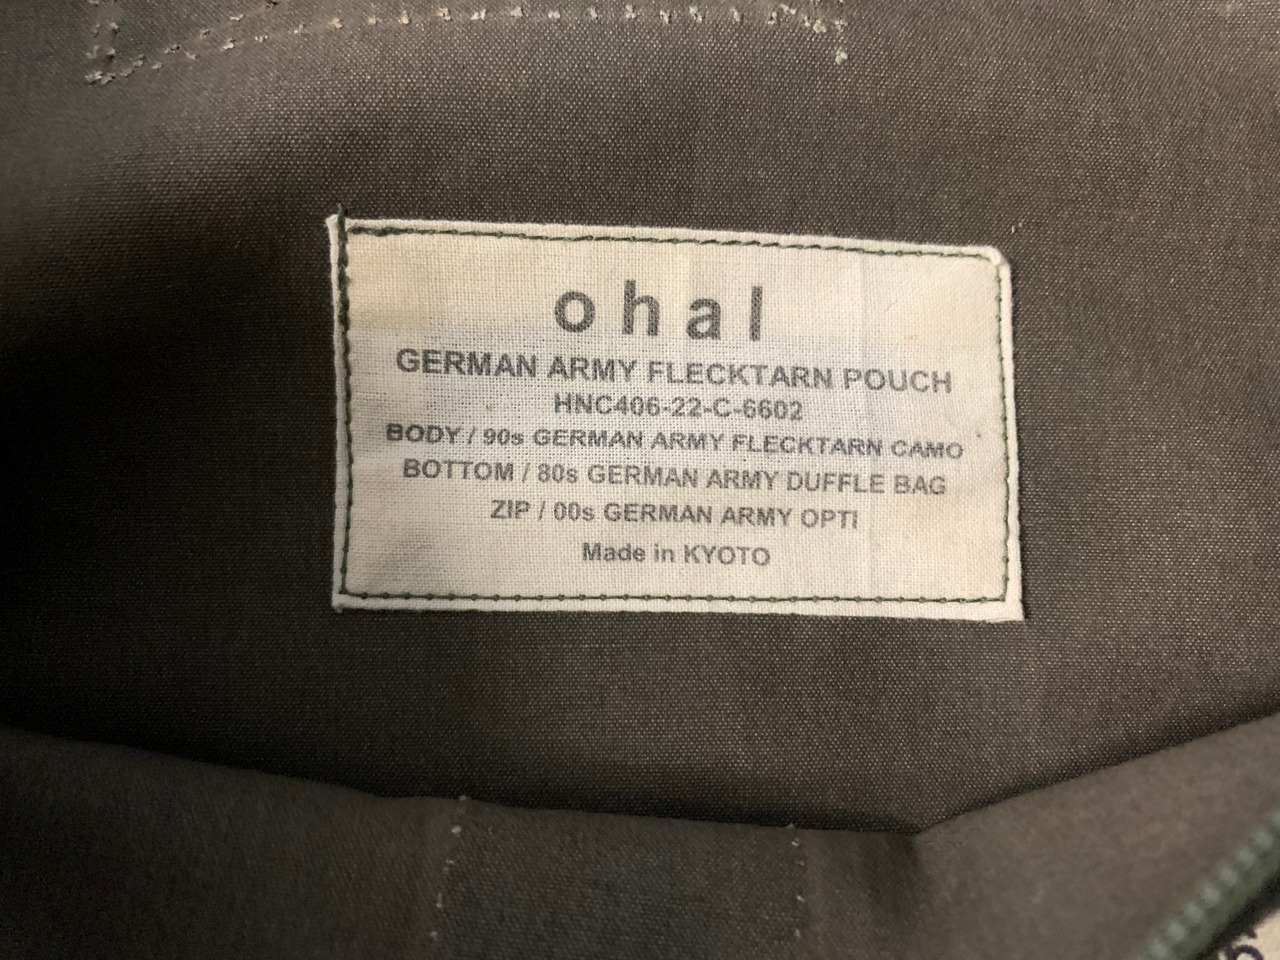 ohal
GERMAN ARMY FLECKTARN POUCH
HNC406-22-C-6602
BODY / 90s GERMAN ARMY FLECKTARN CAMO
BOTTOM / 80s GERMAN ARMY DUFFLE BAG
ZIP / 00s GERMAN ARMY OPTI
Made in KYOTO